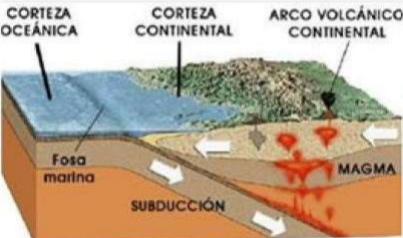 CORTEZA
OCEÁNICA
CORTEZA
CONTINENTAL
ARCO VOLCÁNICO
CONTINENTAL
Fosa
marina
MAGMA
SUBDUCCIÓN